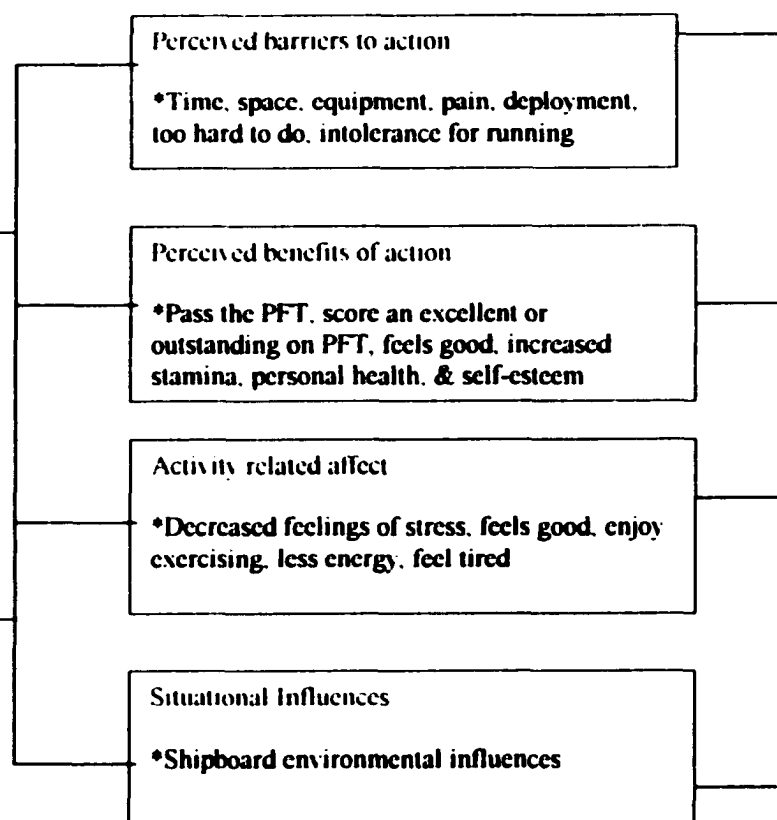 Perceived barriers to action
*Time, space, equipment, pain, deployment,
too hard to do, intolerance for running
Perceived benefits of action
*Pass the PFT, score an excellent or
outstanding on PFT, feels good, increased
stamina, personal health, & self-esteem
Activity related affect
*Decreased feelings of stress, feels good, enjoy
exercising, less energy, feel tired
Situational Influences
*Shipboard environmental influences